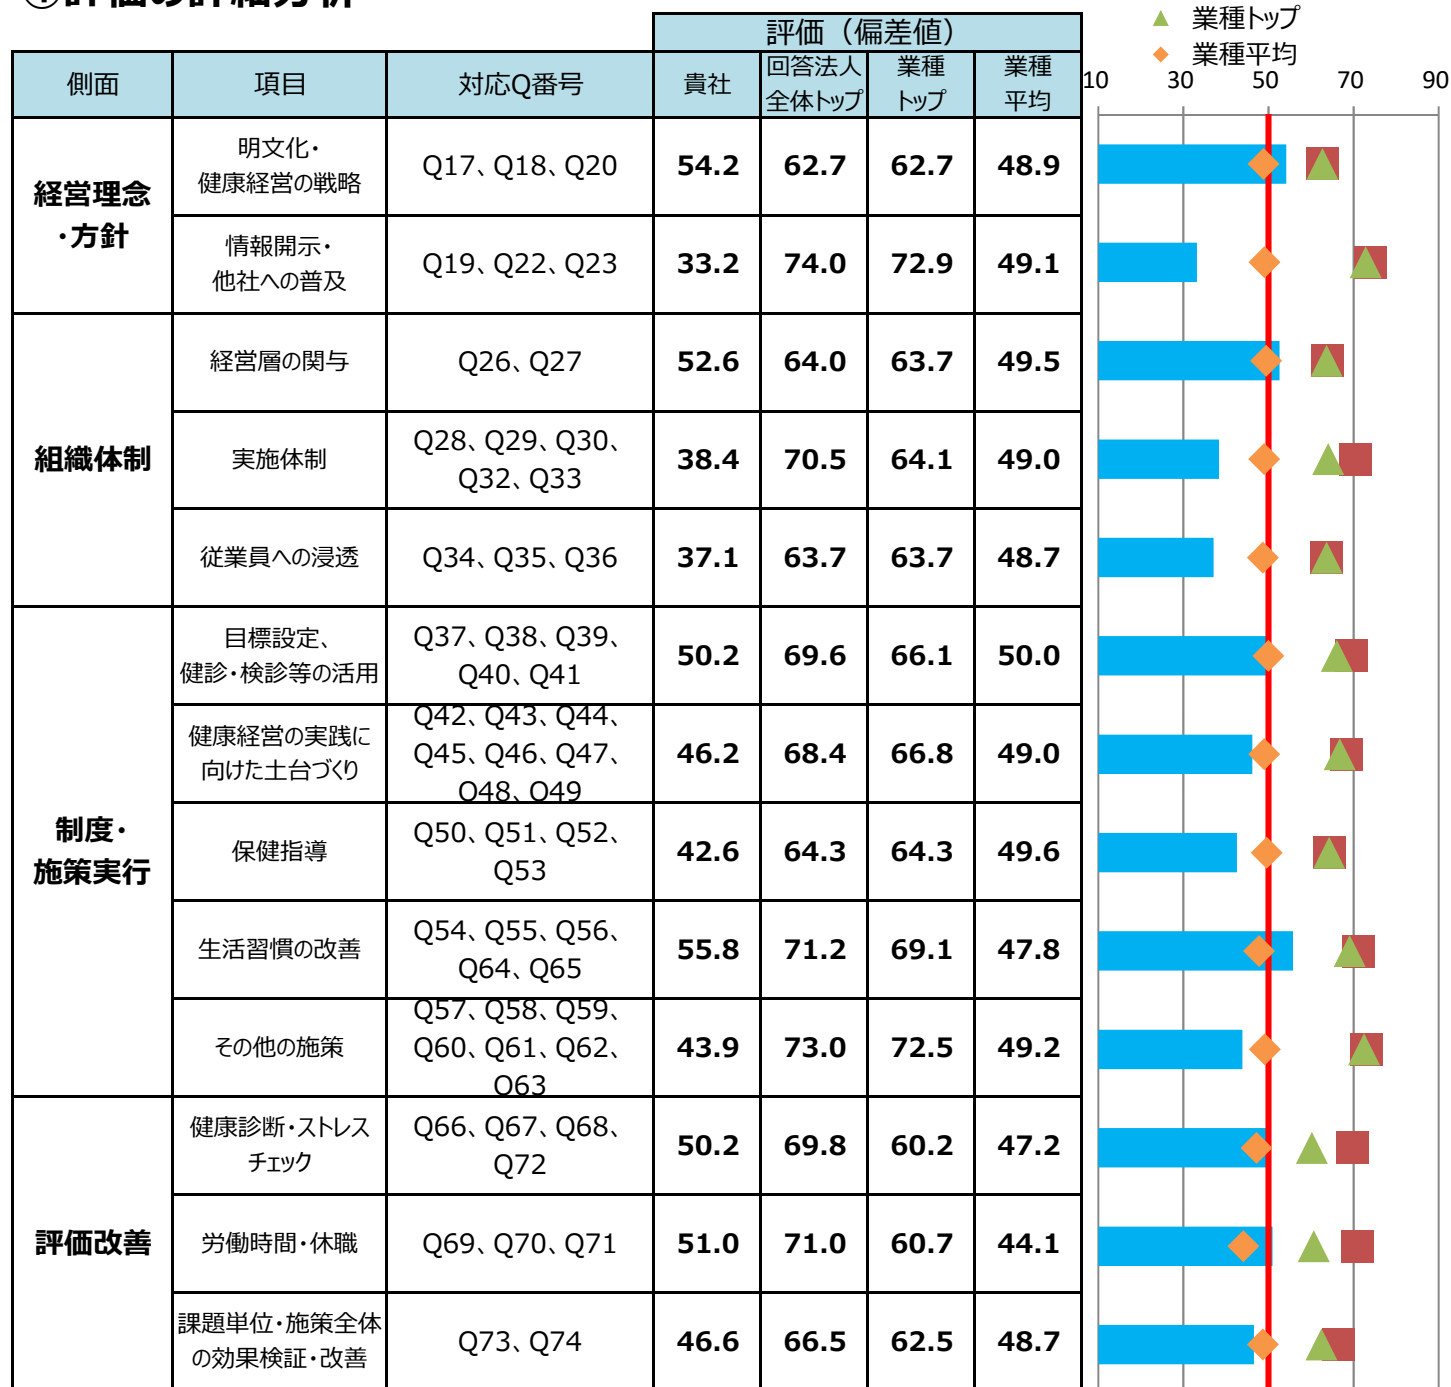 ①評価の詳細分析
業種トップ
業種平均
評価（偏差値）
側面 項目 対応Q番号 貴社 回答法人 業種 業種
全体トップ トップ 平均
10 30 50 70 90
経営理念
・方針
明文化・
健康経営の戦略
Q17、Q18、Q20 54.2 62.7 62.7 48.9
情報開示・
他社への普及
Q19、Q22、Q23 33.2 74.0 72.9 49.1
組織体制
経営層の関与 Q26、Q27 52.6 64.0 63.7 49.5
実施体制
Q28、Q29、Q30、
Q32、Q33
38.4 70.5 64.1 49.0
従業員への浸透 Q34、Q35、Q36 37.1 63.7 63.7 48.7
制度・
施策実行
目標設定、
健診・検診等の活用
Q37、Q38、Q39、
Q40、Q41
50.2 69.6 66.1 50.0
健康経営の実践に
向けた土台づくり
Q42、Q43、Q44、
Q45、Q46、Q47、
Q48、Q49
46.2 68.4 66.8 49.0
保健指導
Q50、Q51、Q52、
Q53
42.6 64.3 64.3 49.6
生活習慣の改善
Q54、Q55、Q56、
Q64、Q65
55.8 71.2 69.1 47.8
その他の施策
Q57、Q58、Q59、
Q60、Q61、Q62、
Q63
43.9 73.0 72.5 49.2
評価改善
健康診断・ストレス
チェック
Q66、Q67、Q68、
Q72
50.2 69.8 60.2 47.2
労働時間・休職 Q69、Q70、Q71 51.0 71.0 60.7 44.1
課題単位・施策全体
の効果検証・改善
Q73、Q74 46.6 66.5 62.5 48.7